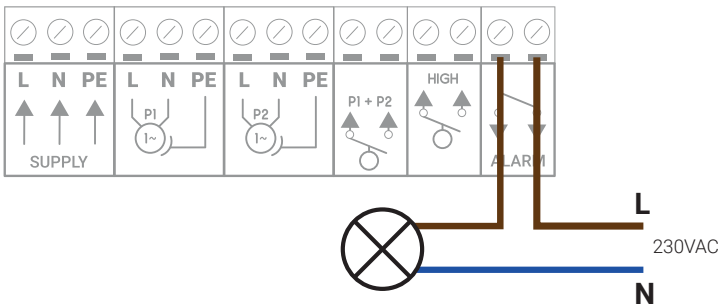 L N PE L N PE L N PE HIGH
P1 P2 P1 + P2
1~ 1~
SUPPLY ALARM
L
230VAC
N